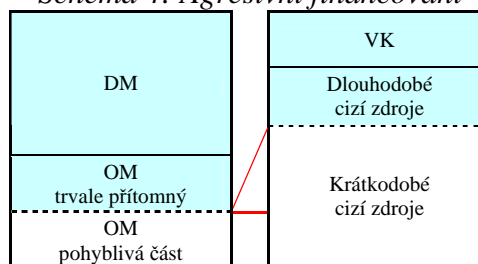 Schéma 4: Agresivní financování
DM
OM
trvale přítomný
OM
pohyblivá část
VK
Dlouhodobé
cizí zdroje
Krátkodobé
cizí zdroje